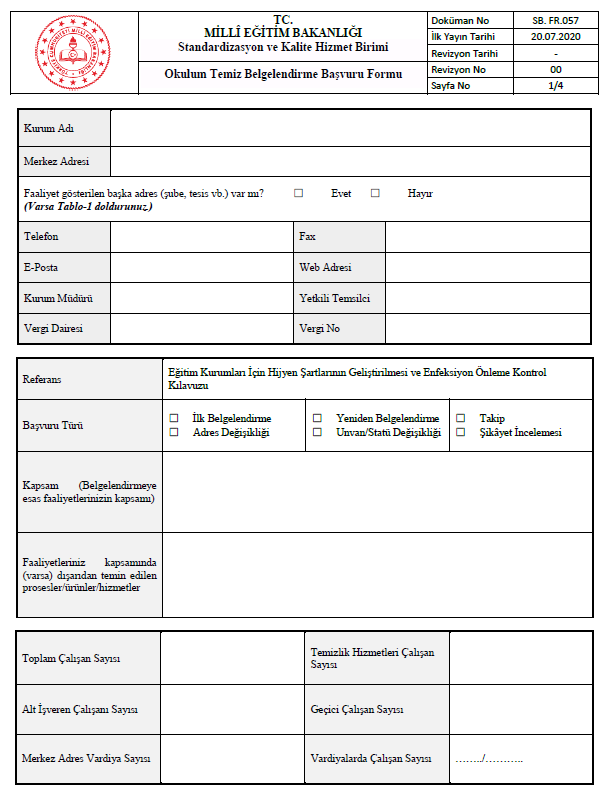 TC.
MİLLÎ EĞİTİM BAKANLIĞI
Standardizasyon ve Kalite Hizmet Birimi
Okulum Temiz Belgelendirme Başvuru Formu
Doküman No SB. FR.057
İlk Yayın Tarihi 20.07.2020
Revizyon Tarihi -
Revizyon No 00
Sayfa No 1/4
Kurum Adı
Merkez Adresi
Faaliyet gösterilen başka adres (şube, tesis vb.) var mı? ☐ Evet ☐ Hayır
(Varsa Tablo-1 doldurunuz.)
Telefon Fax
E-Posta Web Adresi
Kurum Müdürü Yetkili Temsilci
Vergi Dairesi Vergi No
Referans
Eğitim Kurumları İçin Hijyen Şartlarının Geliştirilmesi ve Enfeksiyon Önleme Kontrol
Kılavuzu
Başvuru Türü
☐ İlk Belgelendirme ☐ Yeniden Belgelendirme ☐ Takip
☐ Adres Değişikliği ☐ Unvan/Statü Değişikliği ☐ Şikâyet İncelemesi
Kapsam (Belgelendirmeye
esas faaliyetlerinizin kapsamı)
Faaliyetleriniz kapsamında
(varsa) dışarıdan temin edilen
prosesler/ürünler/hizmetler
Toplam Çalışan Sayısı
Temizlik Hizmetleri Çalışan
Sayısı
Alt İşveren Çalışanı Sayısı Geçici Çalışan Sayısı
Merkez Adres Vardiya Sayısı Vardiyalarda Çalışan Sayısı ……../………..